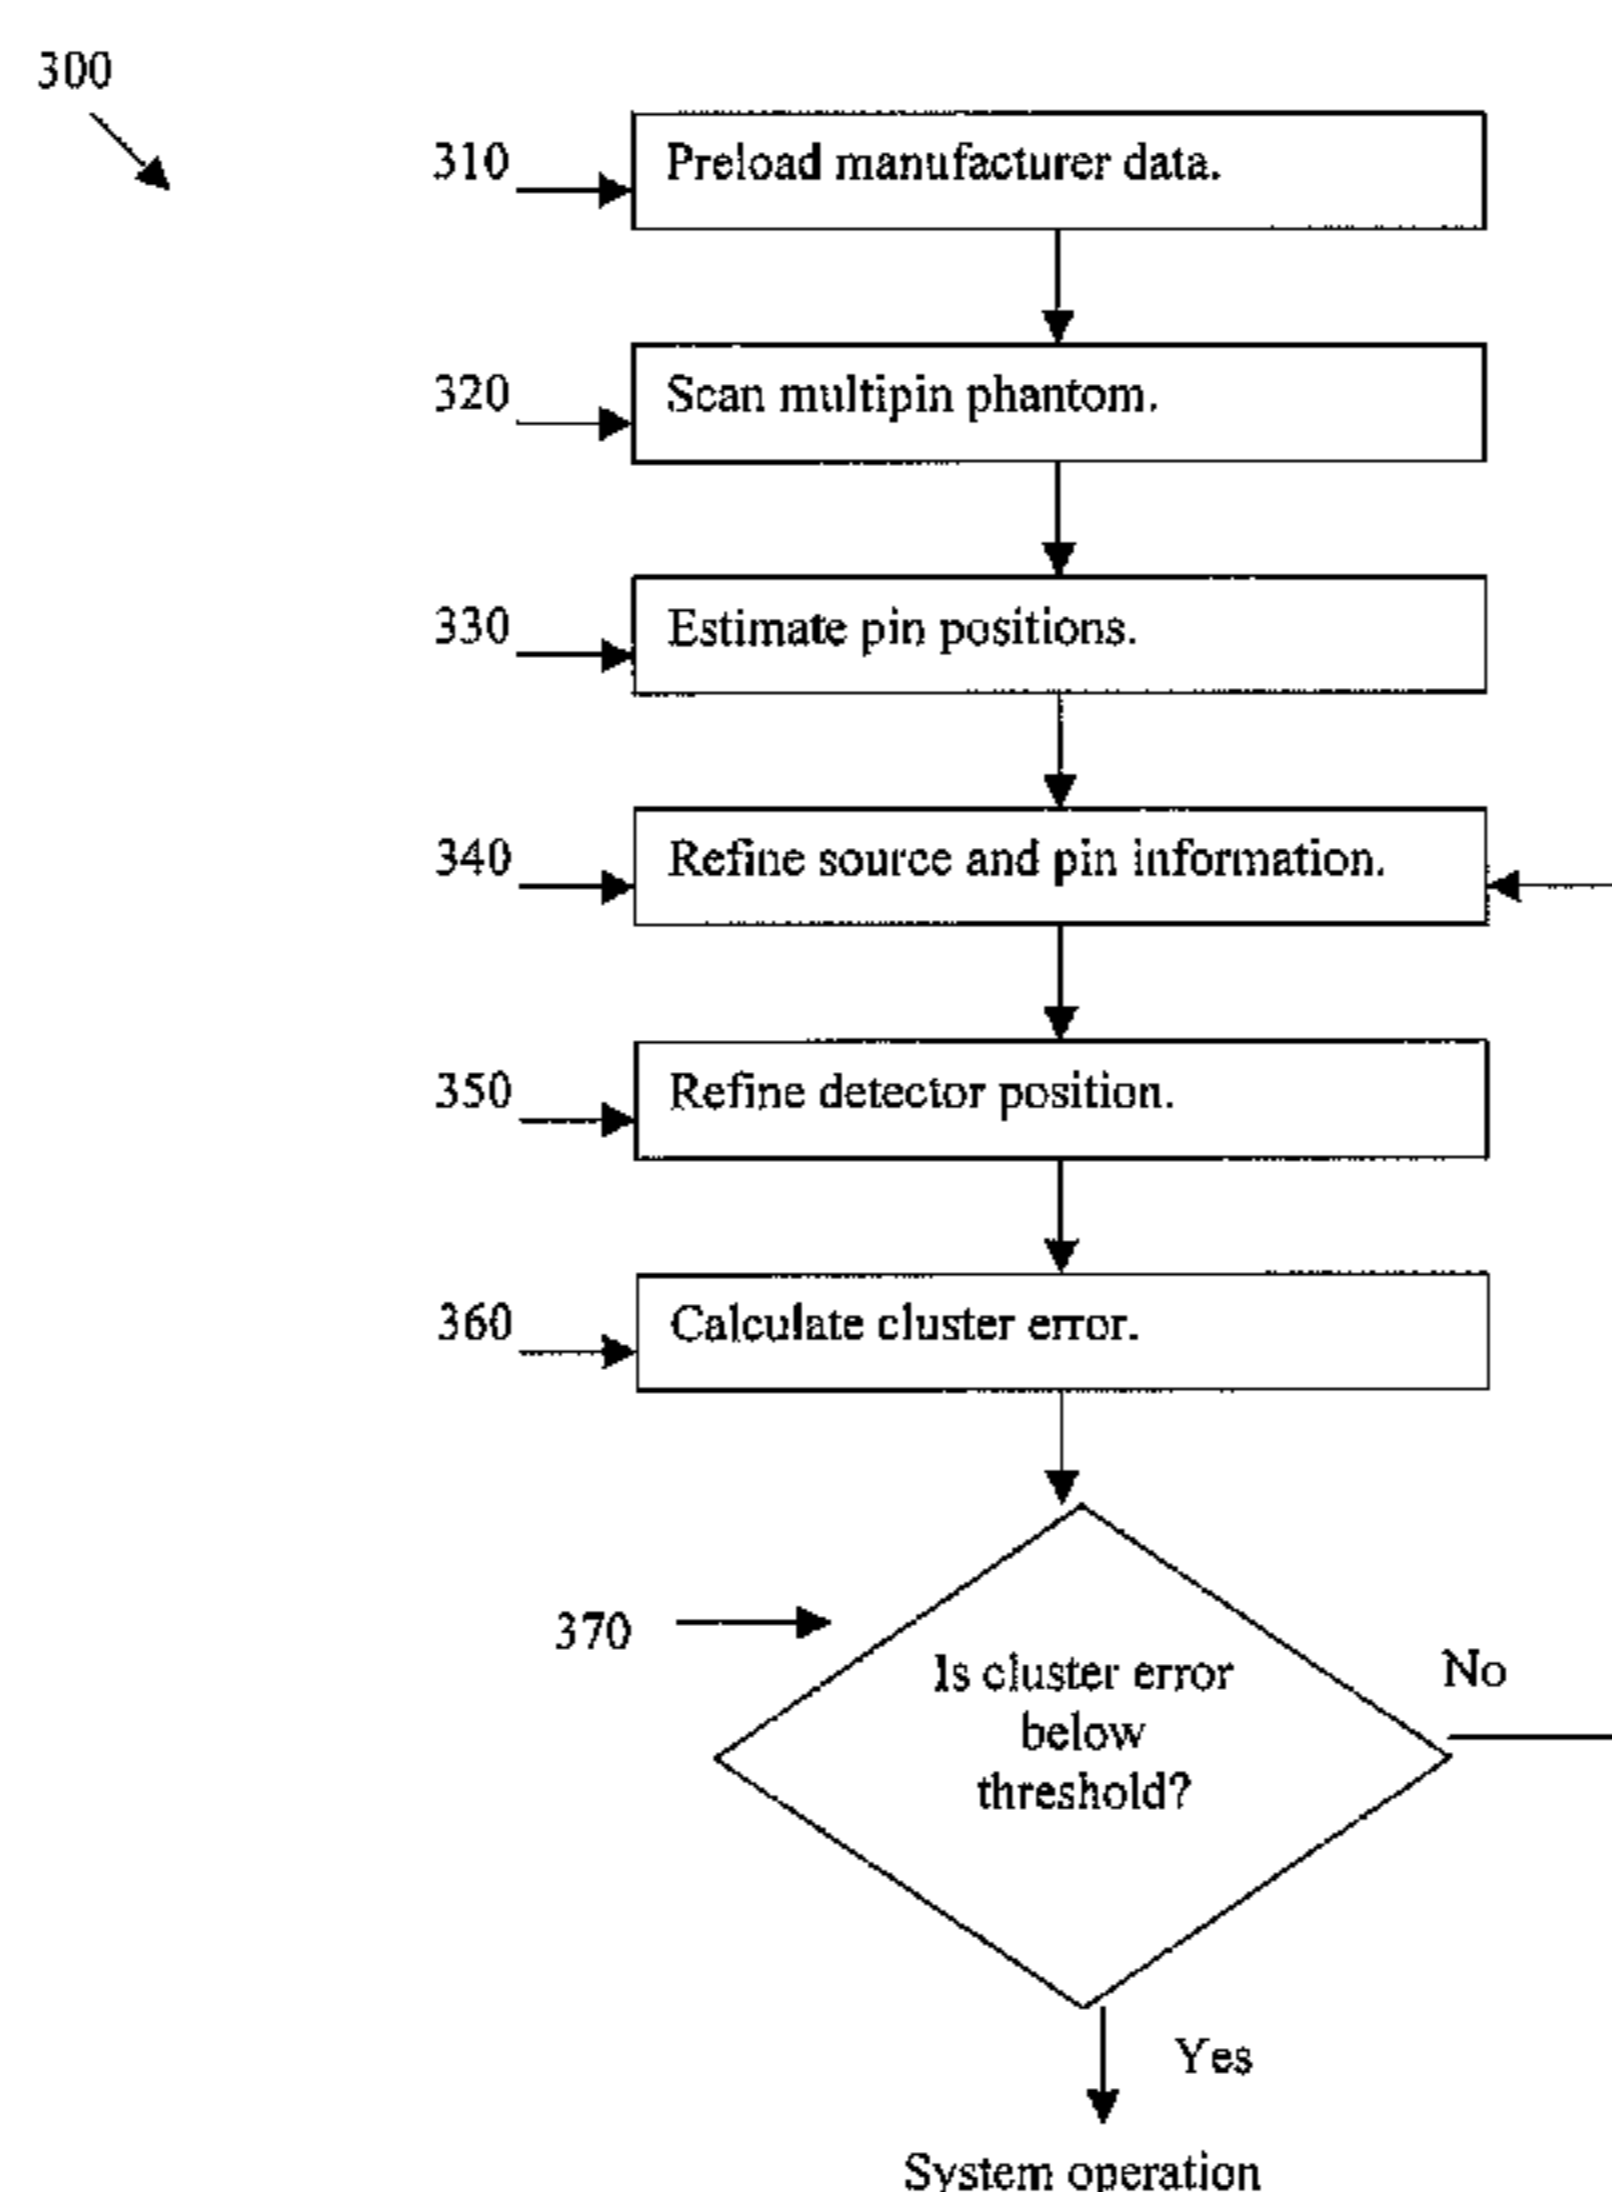 300
310
Preload manufacturer data.
320
Scan multipin phantom.
330
Estimate pin positions.
340
Refine source and pin information.
350
Refine detector position.
360
Calculate cluster error.
370
Is cluster error
below
threshold?
No
Yes
System operation